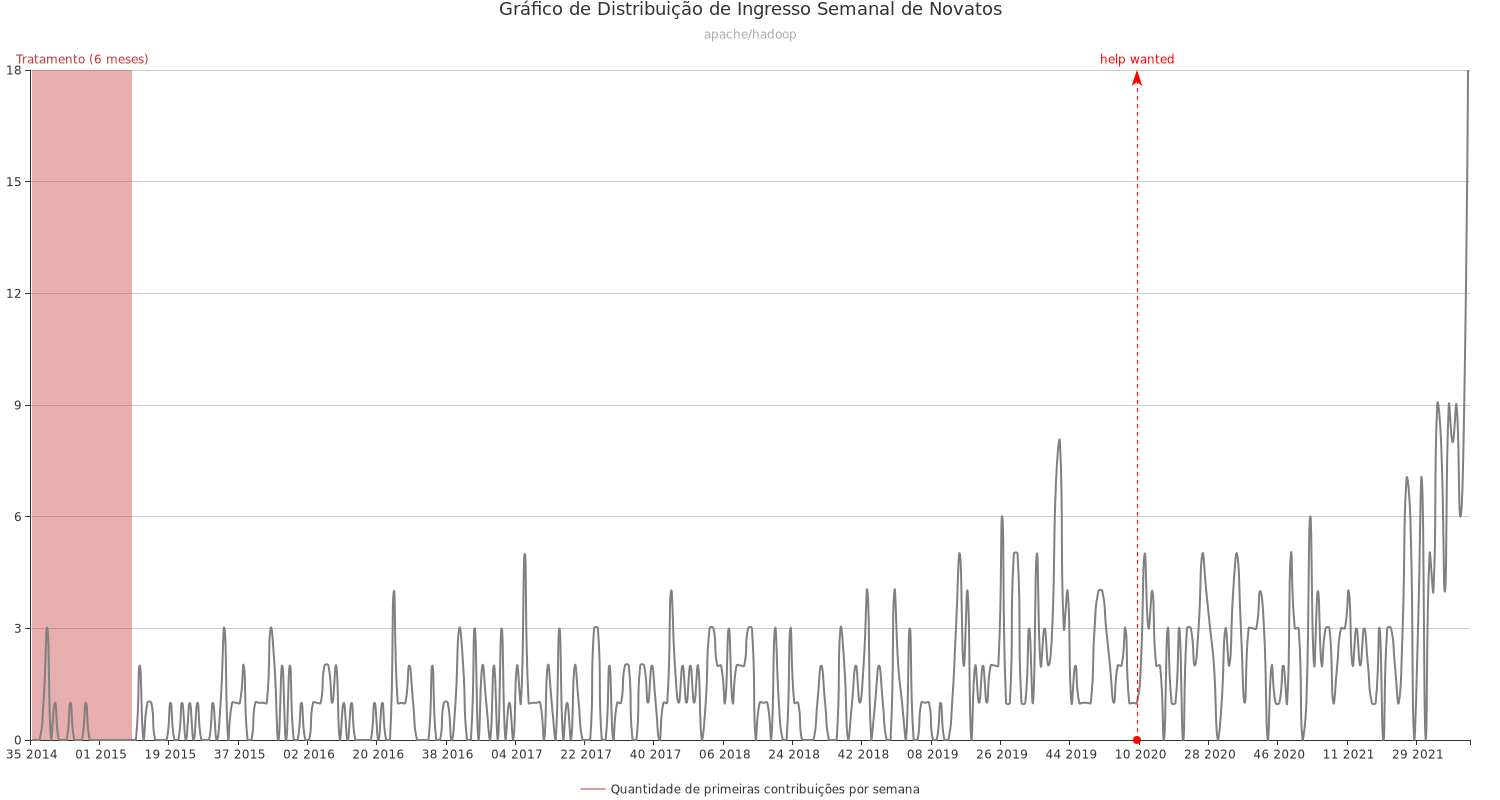 Gráfico de Distribuição de Ingresso Semanal de Novatos
apache/hadoop
Tratamento (6 meses)
help wanted
18
15
12
9
6
3
0
35 2014 01 2015 19 2015 37 2015 02 2016 20 2016 38 2016 04 2017 22 2017 40 2017 06 2018 24 2018 42 2018 08 2019 26 2019 44 2019 10 2020 28 2020 46 2020 11 2021 29 2021
Quantidade de primeiras contribuições por semana